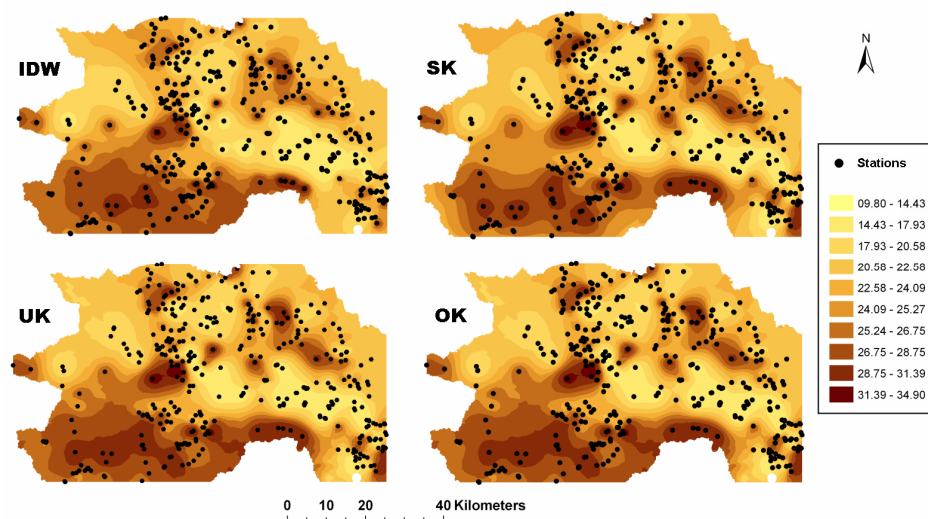 IDW
SK
N
Stations
09.80 - 14.43
14.43 - 17.93
17.93 - 20.58
20.58 - 22.58
22.58 - 24.09
24.09 - 25.27
25.24 - 26.75
26.75 - 28.75
28.75 - 31.39
31.39 - 34.90
UK
OK
0 10 20 40 Kilometers